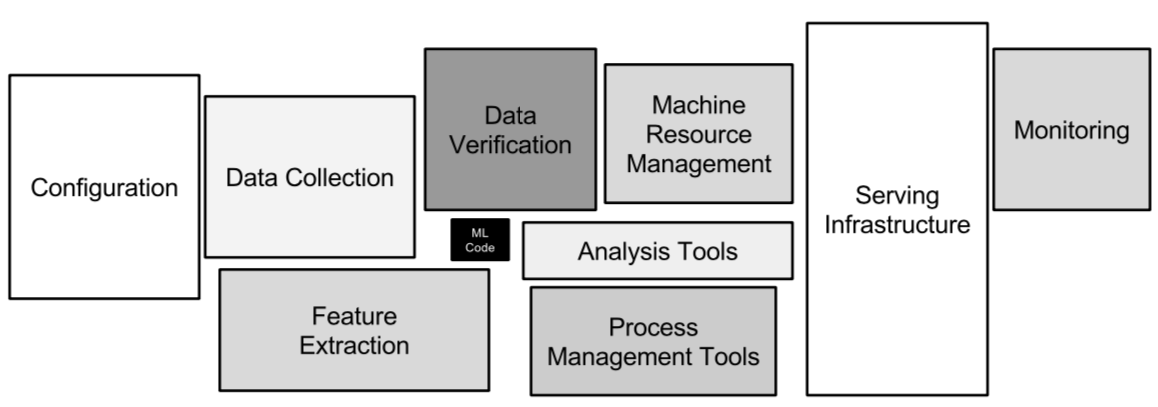 Configuration
Data Collection
Feature
Extraction
Data
Verification
ML
Code
Machine
Resource
Management
Analysis Tools
Process
Management Tools
Serving
Infrastructure
Monitoring